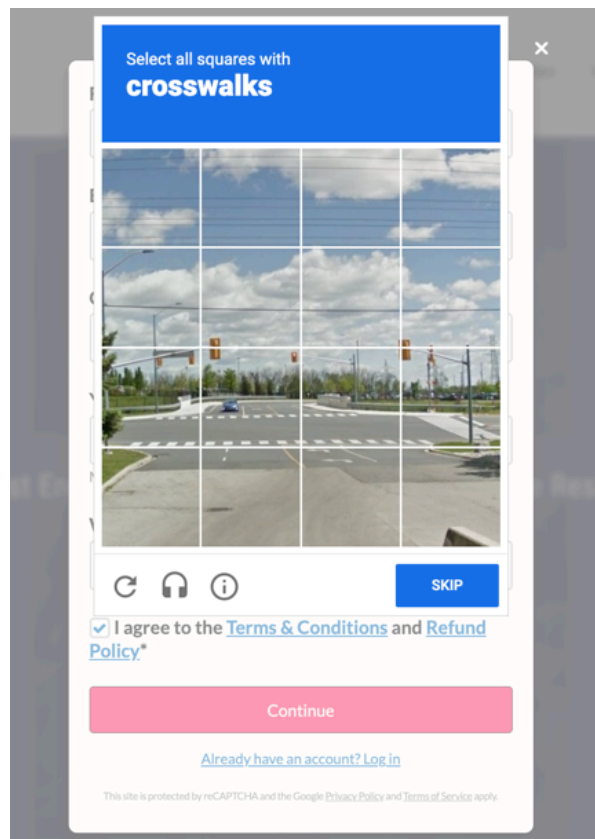 Select all squares with
crosswalks
SKIP
I agree to the Terms & Conditions and Refund
Policy*
Continue
Already have an account? Log in
This site is protected by reCAPTCHA and the Google Privacy Policy and Terms of Service apply.